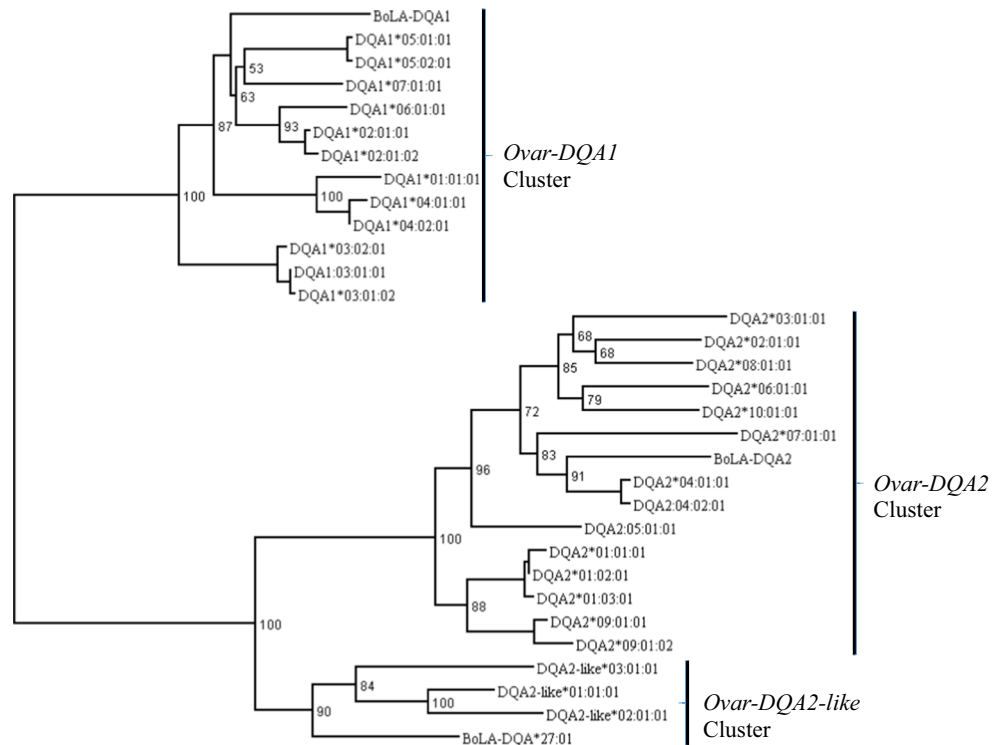 BoLA-DQA1
DQA1*05:01:01
DQA1*05:02:01
53
DQA1*07:01:01
63
DQA1*06:01:01
87
93
DQA1*02:01:01
DQA1*02:01:02
Ovar-DQA1
Cluster
DQA1*01:01:01
100
100
DQA1*04:01:01
DQA1*04:02:01
DQA1*03:02:01
DQA1:03:01:01
DQA1*03:01:02
DQA2*03:01:01
68
DQA2*02:01:01
68
DQA2*08:01:01
85
DQA2*06:01:01
79
DQA2*10:01:01
72
DQA2*07:01:01
83
BoLA-DQA2
96
91
DQA2*04:01:01
DQA2:04:02:01
Ovar-DQA2
Cluster
DQA2:05:01:01
100
DQA2*01:01:01
DQA2*01:02:01
DQA2*01:03:01
88
DQA2*09:01:01
100
DQA2*09:01:02
DQA2-like*03:01:01
84
DQA2-like*01:01:01
100
90
DQA2-like*02:01:01
Ovar-DQA2-like
Cluster
BoLA-DQA*27:01